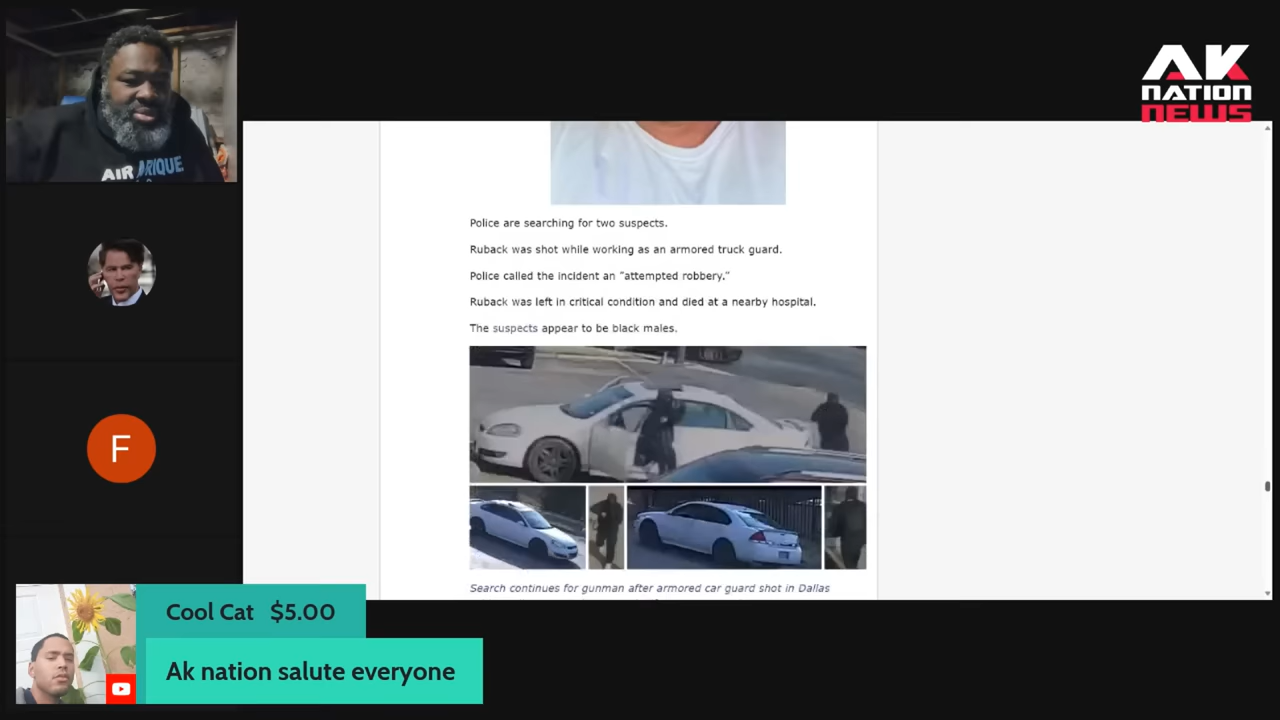 AK
NATION
NEWS
AIR
Police are searching for two suspects.
Ruback was shot while working as an armored truck guard.
Police called the incident an "attempted robbery."
Ruback was left in critical condition and died at a nearby hospital.
The suspects appear to be black males.
F
Search continues for gunman after armored car guard shot in Dallas
Cool Cat $5.00
Ak nation salute everyone